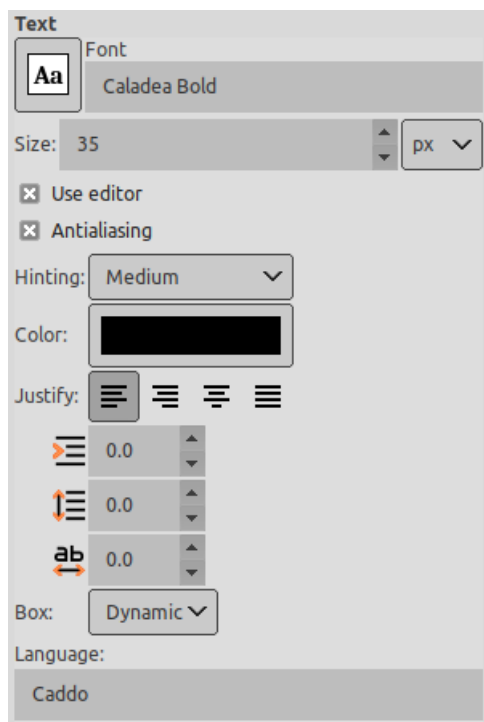 Text
Font
Aa
Caladea Bold
Size: 35 px
Use editor
Antialiasing
Hinting: Medium
Color:
Justify:
0.0
0.0
ab 0.0
Box: Dynamic
Language:
Caddo